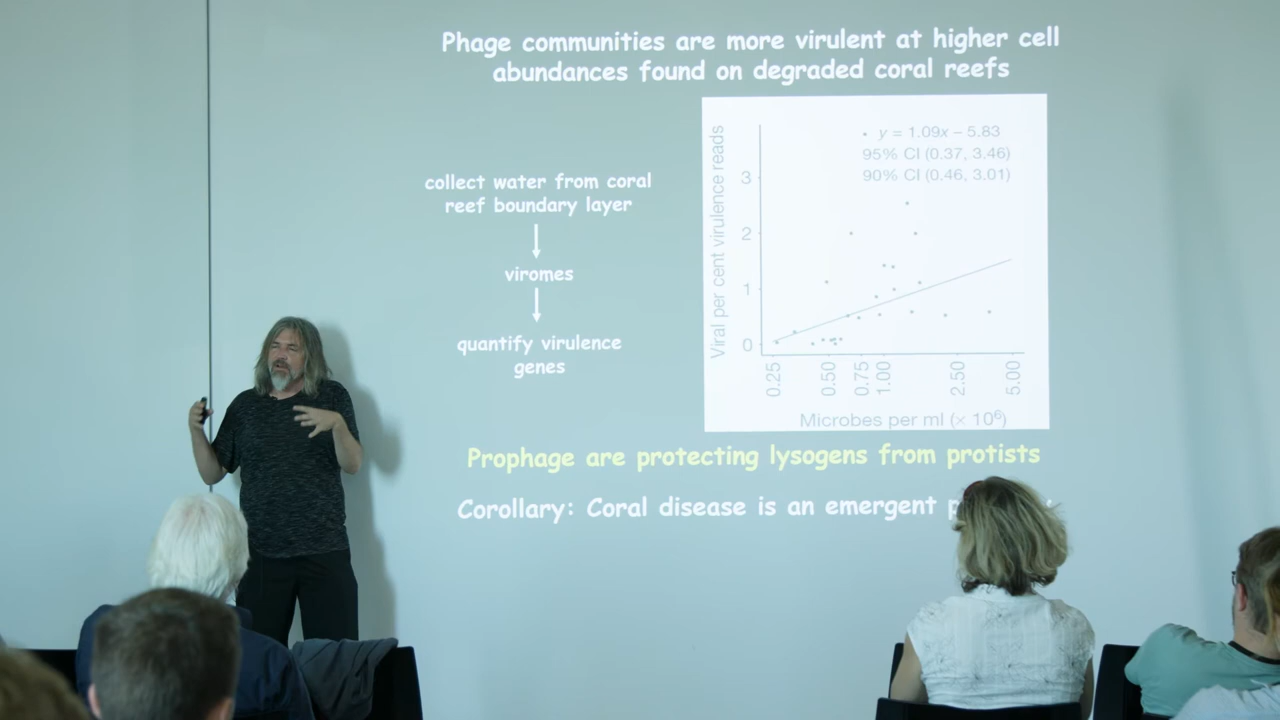 Phage communities are more virulent at higher cell
abundances found on degraded coral reefs
collect water from coral
reef boundary layer
viromes
quantify virulence
genes
Viral per cent virulence reads
y = 1.09x – 5.83
95% CI (0.37, 3.46)
90% CI (0.46, 3.01)
3
2
1
0
0.25
0.50
0.75
1.00
2.50
5.00
Microbes per ml (× 10⁶)
Prophage are protecting lysogens from protists
Corollary: Coral disease is an emergent